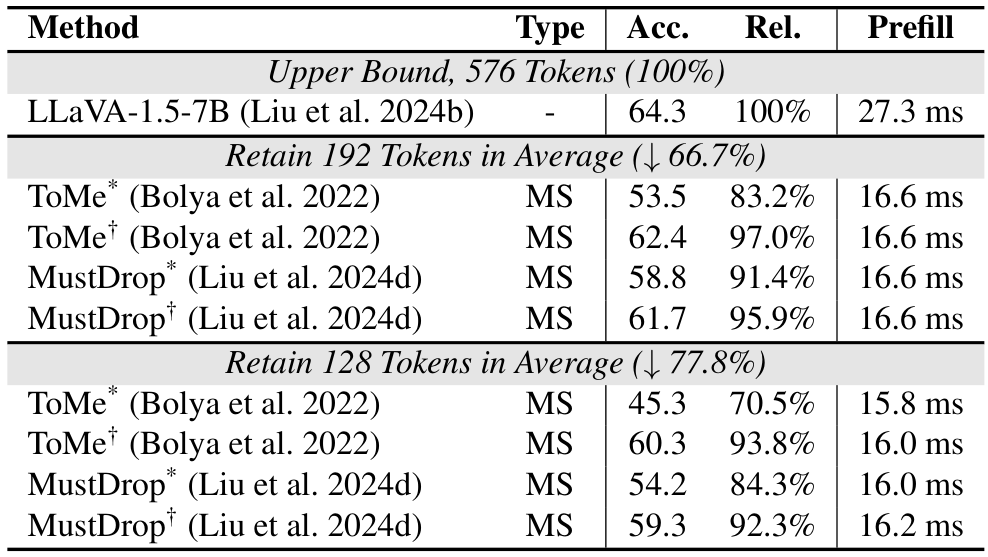 Method Type Acc. Rel. Prefill
Upper Bound, 576 Tokens (100%)
LLaVA-1.5-7B (Liu et al. 2024b) - 64.3 100% 27.3 ms
Retain 192 Tokens in Average (↓ 66.7%)
ToMe* (Bolya et al. 2022) MS 53.5 83.2% 16.6 ms
ToMe† (Bolya et al. 2022) MS 62.4 97.0% 16.6 ms
MustDrop* (Liu et al. 2024d) MS 58.8 91.4% 16.6 ms
MustDrop† (Liu et al. 2024d) MS 61.7 95.9% 16.6 ms
Retain 128 Tokens in Average (↓ 77.8%)
ToMe* (Bolya et al. 2022) MS 45.3 70.5% 15.8 ms
ToMe† (Bolya et al. 2022) MS 60.3 93.8% 16.0 ms
MustDrop* (Liu et al. 2024d) MS 54.2 84.3% 16.0 ms
MustDrop† (Liu et al. 2024d) MS 59.3 92.3% 16.2 ms